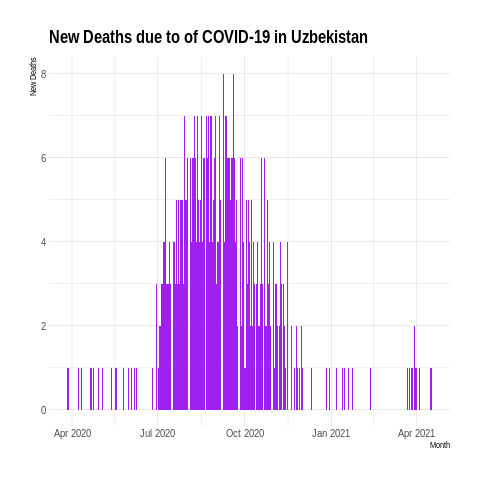 New Deaths due to of COVID-19 in Uzbekistan
New Deaths
8
6
4
2
0
Apr 2020 Jul 2020 Oct 2020 Jan 2021 Apr 2021
Month